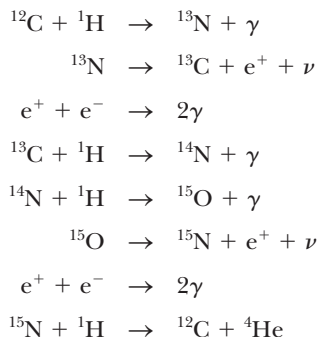 ¹²C + ¹H → ¹³N + γ
¹³N → ¹³C + e⁺ + ν
e⁺ + e⁻ → 2γ
¹³C + ¹H → ¹⁴N + γ
¹⁴N + ¹H → ¹⁵O + γ
¹⁵O → ¹⁵N + e⁺ + ν
e⁺ + e⁻ → 2γ
¹⁵N + ¹H → ¹²C + ⁴He